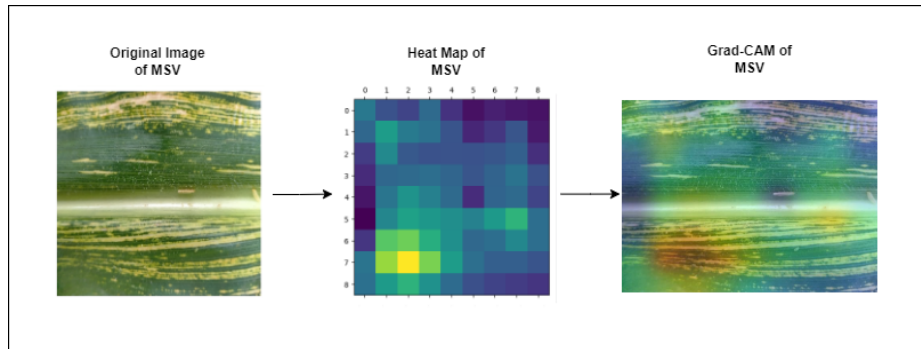 Original Image
of MSV
Heat Map of
MSV
Grad-CAM of
MSV
0 1 2 3 4 5 6 7 8
0
1
2
3
4
5
6
7
8